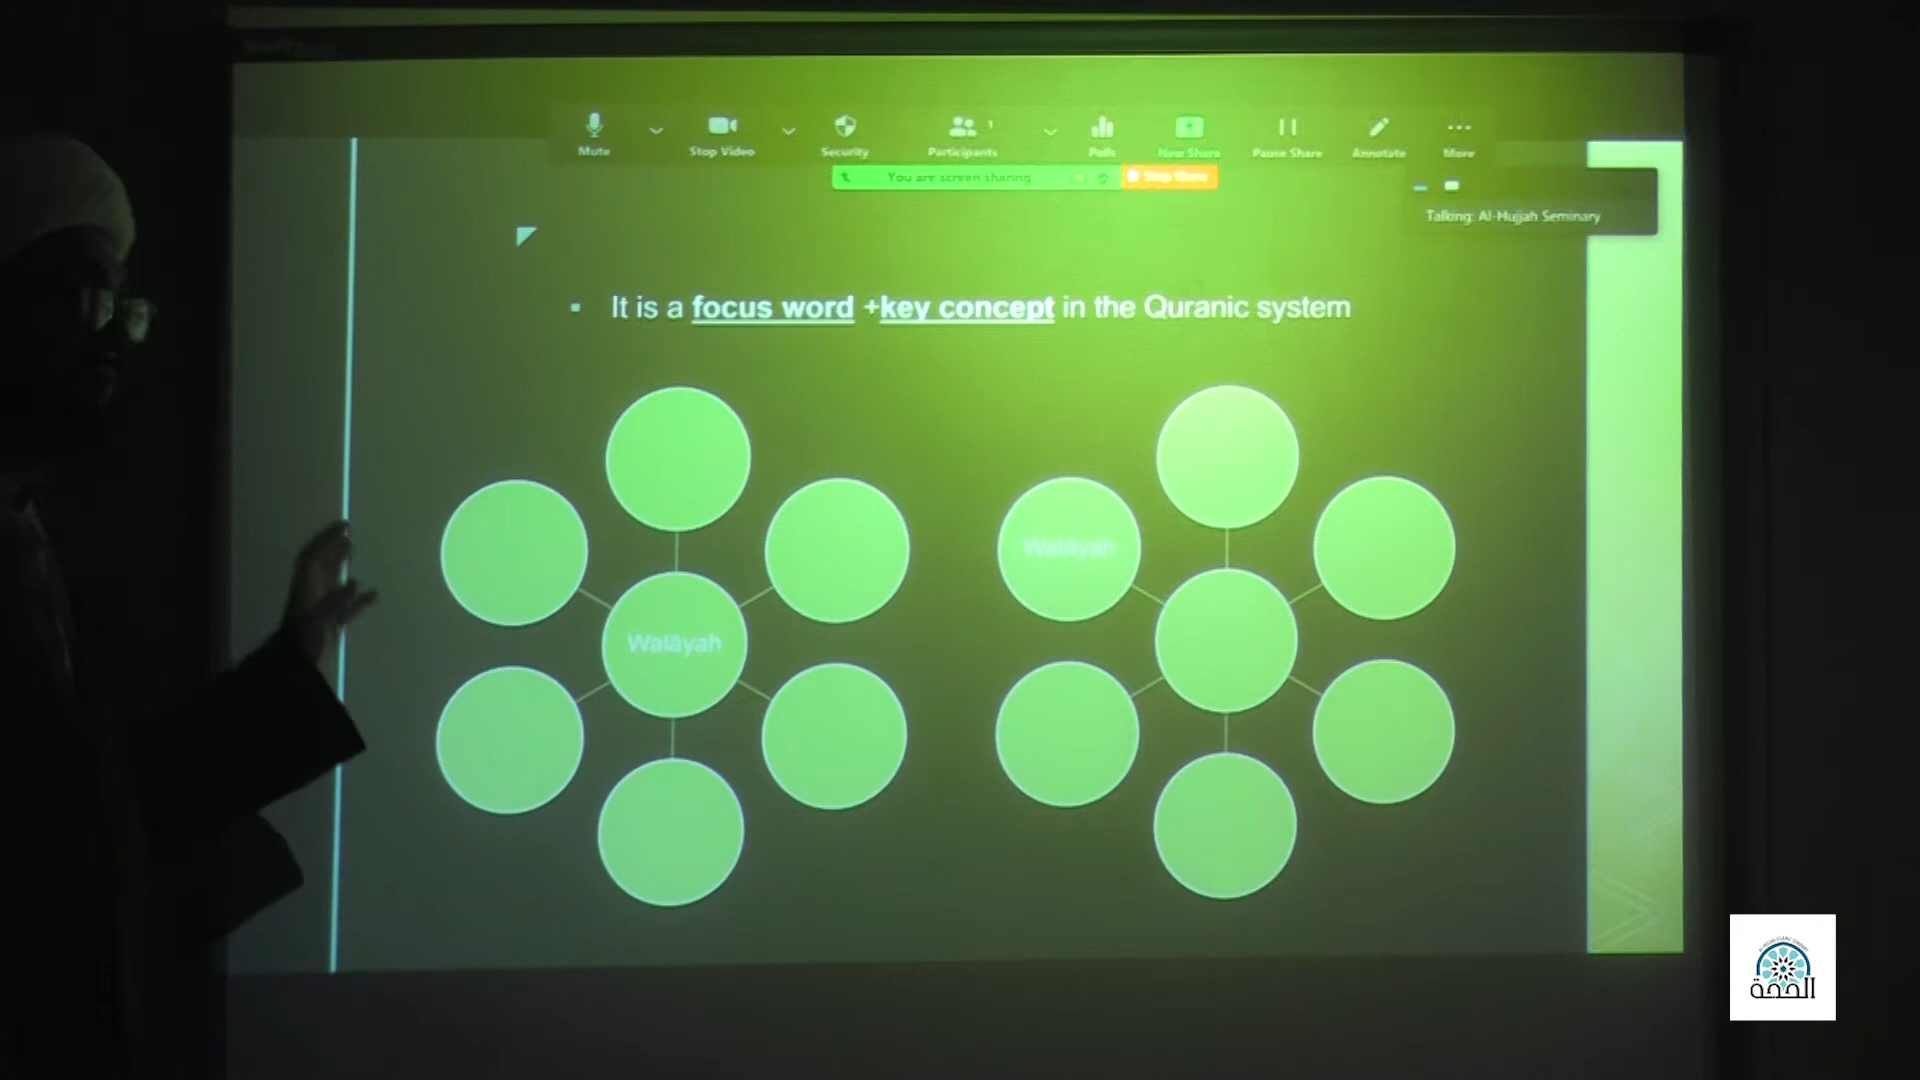 Mute
Stop Video
Security
Participants
1
Polls
New Share
Pause Share
Annotate
More
You are screen sharing
Stop Share
Talking: Al-Hujjah Seminary
▪ It is a focus word +key concept in the Quranic system
Walāyah
Walāyah
الحجة